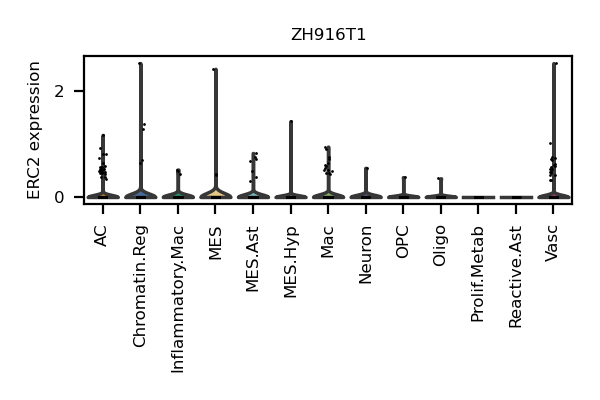 ZH916T1
ERC2 expression
2
0
AC
Chromatin.Reg
Inflammatory.Mac
MES
MES.Ast
MES.Hyp
Mac
Neuron
OPC
Oligo
Prolif.Metab
Reactive.Ast
Vasc